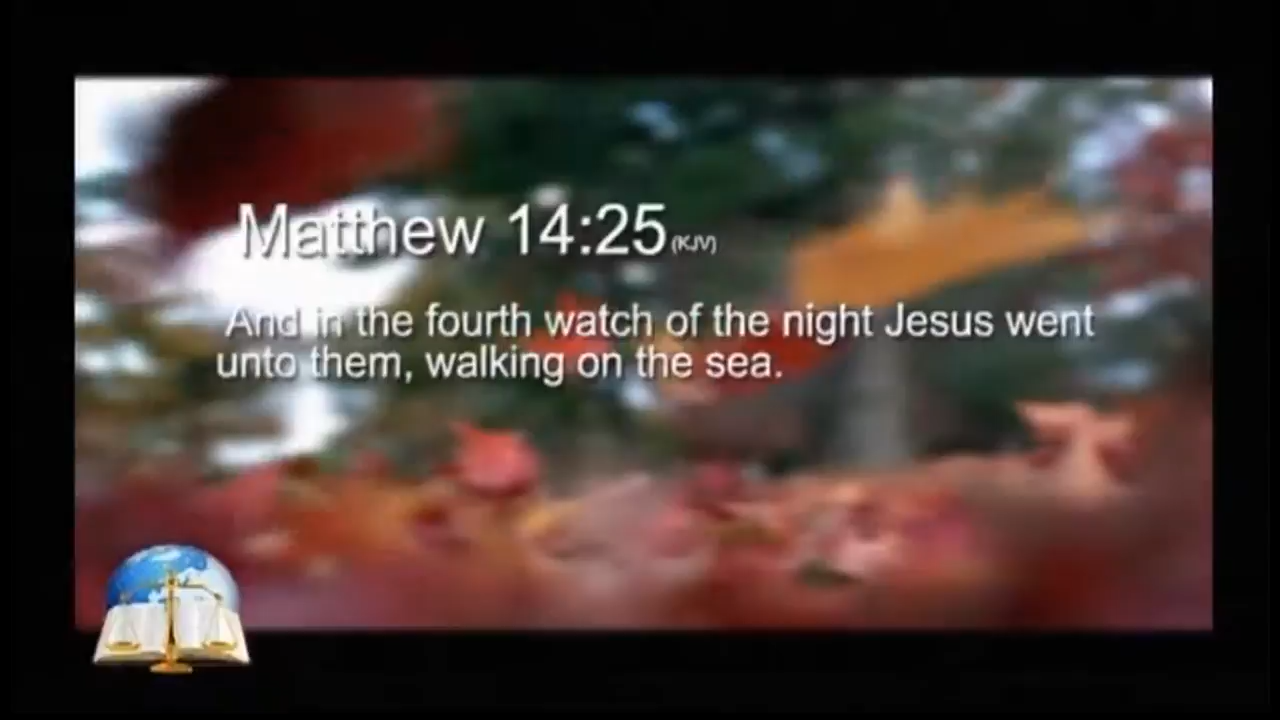 Matthew 14:25 (KJV)
And in the fourth watch of the night Jesus went
unto them, walking on the sea.